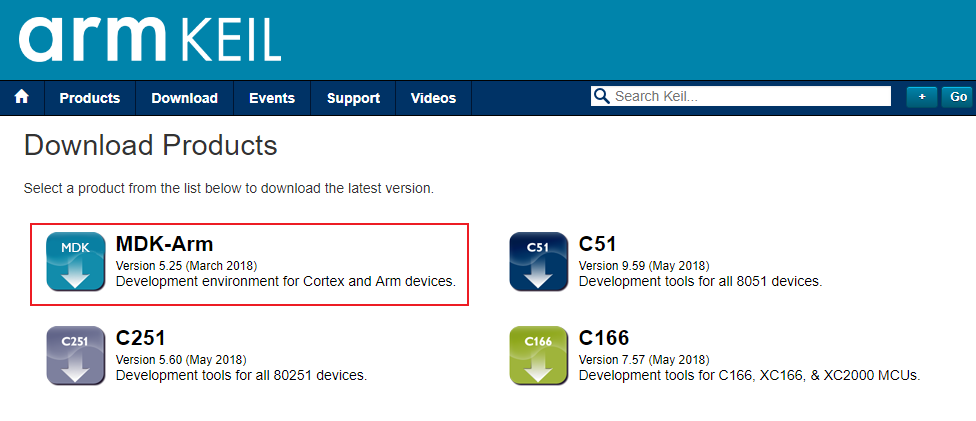 arm KEIL
Products Download Events Support Videos Search Keil... + Go
Download Products
Select a product from the list below to download the latest version.
MDK
MDK-Arm
Version 5.25 (March 2018)
Development environment for Cortex and Arm devices.
C51
C51
Version 9.59 (May 2018)
Development tools for all 8051 devices.
C251
C251
Version 5.60 (May 2018)
Development tools for all 80251 devices.
C166
C166
Version 7.57 (May 2018)
Development tools for C166, XC166, & XC2000 MCUs.